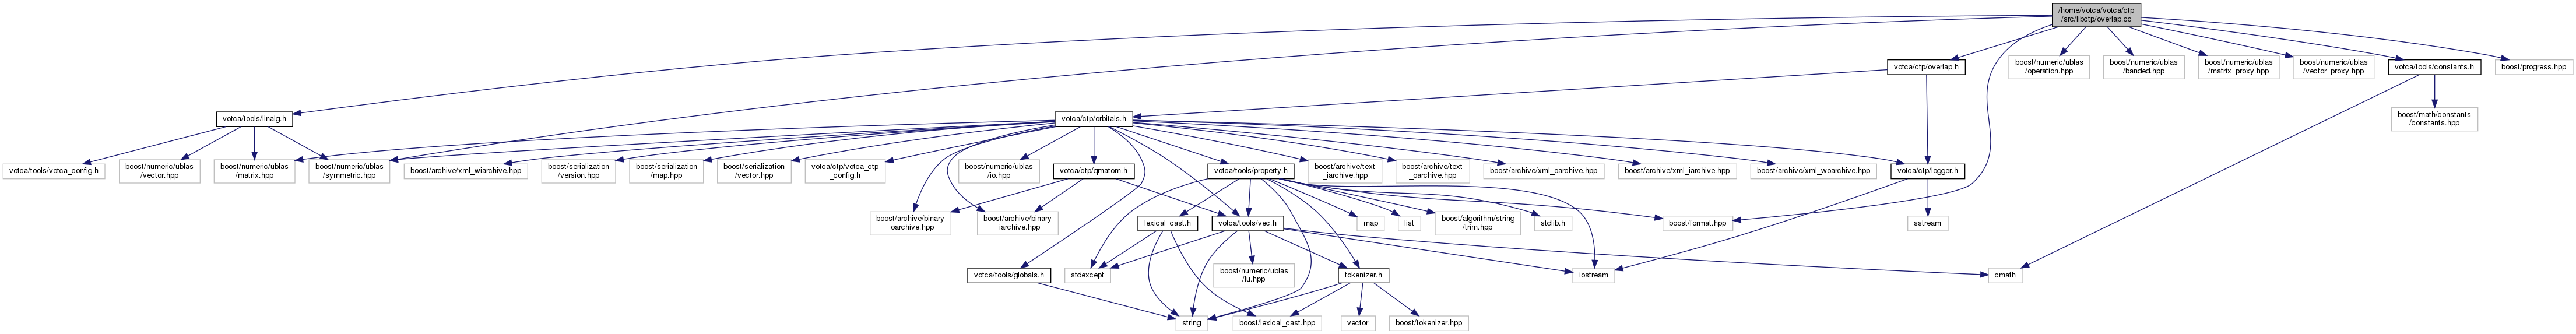 /home/votca/votca/ctp
/src/libctp/overlap.cc
votca/ctp/overlap.h
boost/numeric/ublas
/operation.hpp
boost/numeric/ublas
/banded.hpp
boost/numeric/ublas
/matrix_proxy.hpp
boost/numeric/ublas
/vector_proxy.hpp
votca/tools/constants.h
boost/progress.hpp
votca/tools/linalg.h
votca/ctp/orbitals.h
boost/math/constants
/constants.hpp
votca/tools/votca_config.h
boost/numeric/ublas
/vector.hpp
boost/numeric/ublas
/matrix.hpp
boost/numeric/ublas
/symmetric.hpp
boost/archive/xml_wiarchive.hpp
boost/serialization
/version.hpp
boost/serialization
/map.hpp
boost/serialization
/vector.hpp
votca/ctp/votca_ctp
_config.h
boost/numeric/ublas
/io.hpp
votca/ctp/qmatom.h
votca/tools/property.h
boost/archive/text
_iarchive.hpp
boost/archive/text
_oarchive.hpp
boost/archive/xml_oarchive.hpp
boost/archive/xml_iarchive.hpp
boost/archive/xml_woarchive.hpp
votca/ctp/logger.h
boost/archive/binary
_oarchive.hpp
boost/archive/binary
_iarchive.hpp
lexical_cast.h
votca/tools/vec.h
map
list
boost/algorithm/string
/trim.hpp
stdlib.h
boost/format.hpp
sstream
votca/tools/globals.h
stdexcept
boost/numeric/ublas
/lu.hpp
tokenizer.h
iostream
cmath
string
boost/lexical_cast.hpp
vector
boost/tokenizer.hpp